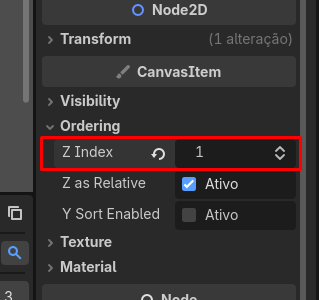 Node2D
Transform (1 alteração)
CanvasItem
Visibility
Ordering
Z Index 1
Z as Relative Ativo
Y Sort Enabled Ativo
Texture
Material
Node
3